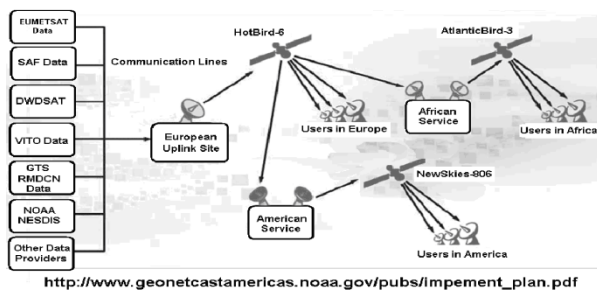 EUMETSAT
Data
SAF Data
DWDSAT
VITO Data
GTS
RMDCN
Data
NOAA
NESDIS
Other Data
Providers
Communication Lines
European
Uplink Site
HotBird-6
Users in Europe
African
Service
AtlanticBird-3
Users in Africa
American
Service
NewSkies-806
Users in America
http://www.geonetcastamericas.noaa.gov/pubs/impement_plan.pdf